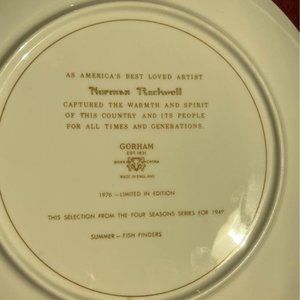 AS AMERICA'S BEST LOVED ARTIST
Norman Rockwell
CAPTURED THE WARMTH AND SPIRIT
OF THIS COUNTRY AND ITS PEOPLE
FOR ALL TIMES AND GENERATIONS.
GORHAM
EST. 1831
CHINA
MADE IN ENGLAND
1976 – LIMITED IN EDITION
THIS SELECTION FROM THE FOUR SEASONS SERIES FOR 1949
SUMMER – FISH FINDERS